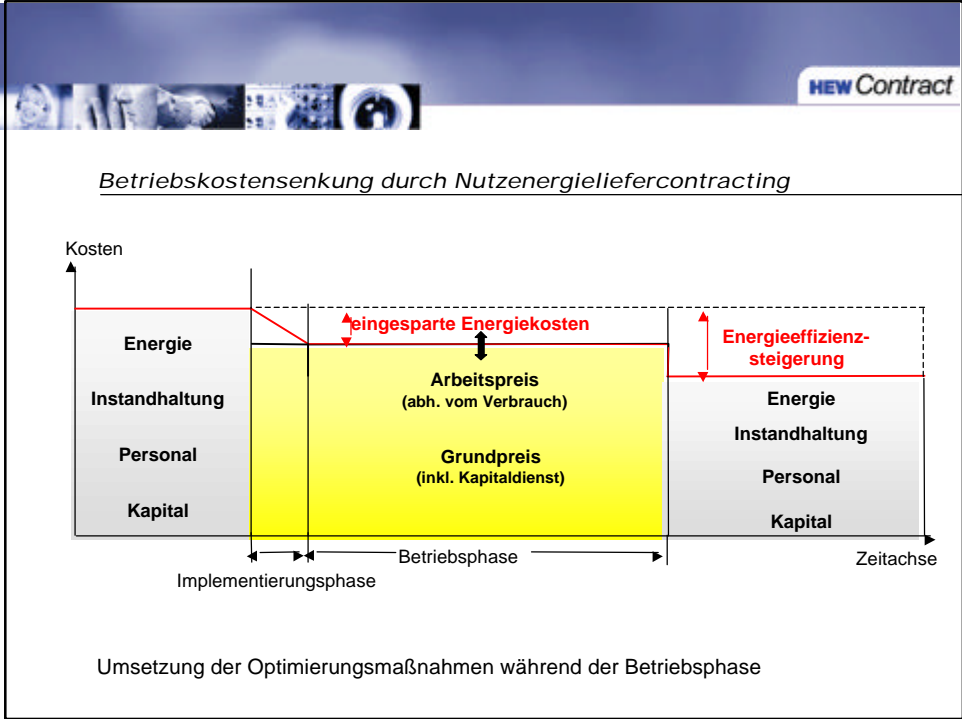 HEW Contract
Betriebskostensenkung durch Nutzenergieliefercontracting
Kosten
Energie
Instandhaltung
Personal
Kapital
eingesparte Energiekosten
Arbeitspreis
(abh. vom Verbrauch)
Grundpreis
(inkl. Kapitaldienst)
Energieeffizienz-
steigerung
Energie
Instandhaltung
Personal
Kapital
Betriebsphase
Zeitachse
Implementierungsphase
Umsetzung der Optimierungsmaßnahmen während der Betriebsphase